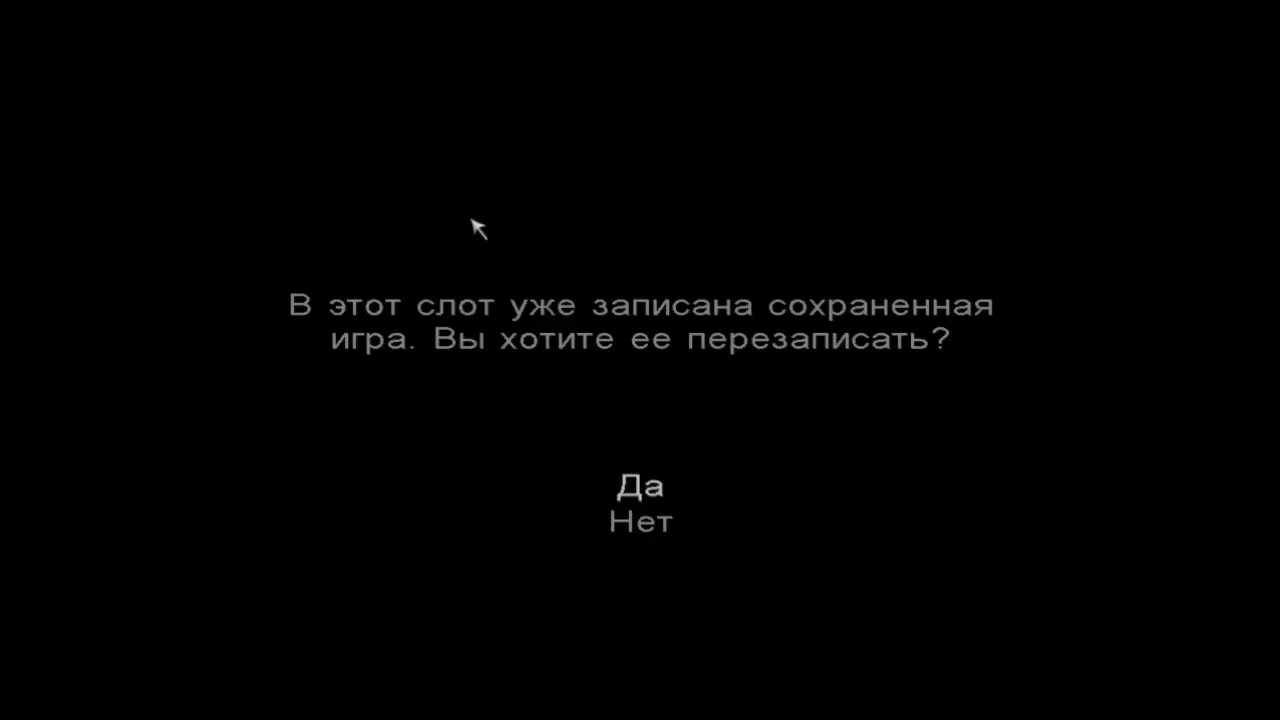 В этот слот уже записана сохраненная
игра. Вы хотите ее перезаписать?
Да
Нет